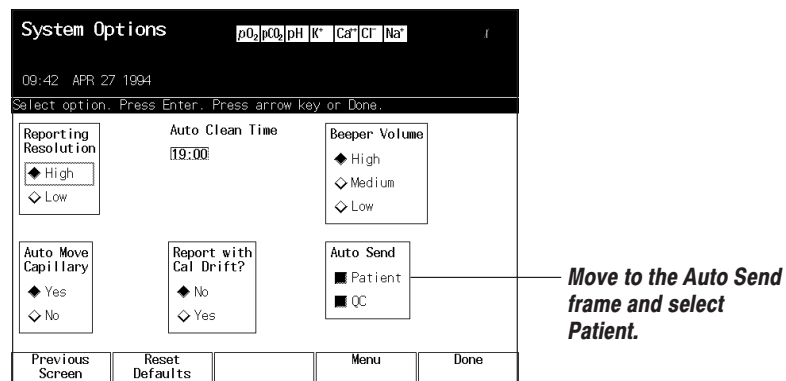 System Options
pO₂ pCO₂ pH K⁺ Ca⁺⁺ Cl⁻ Na⁺
09:42 APR 27 1994
Select option. Press Enter. Press arrow key or Done.
Reporting
Resolution
High
Low
Auto Clean Time
19:00
Beeper Volume
High
Medium
Low
Auto Move
Capillary
Yes
No
Report with
Cal Drift?
No
Yes
Auto Send
Patient
QC
Move to the Auto Send
frame and select
Patient.
Previous
Screen
Reset
Defaults
Menu
Done